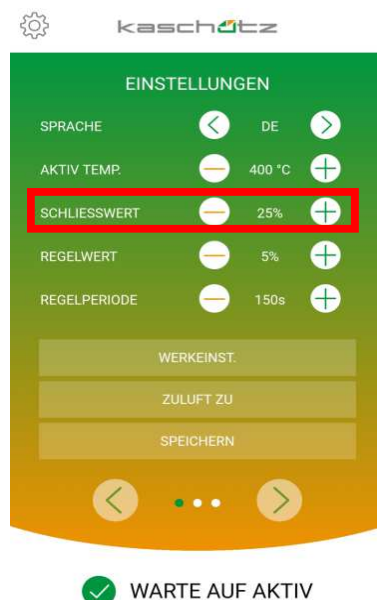 kaschütz
EINSTELLUNGEN
SPRACHE DE
AKTIV TEMP. 400 °C
SCHLIESSWERT 25%
REGELWERT 5%
REGELPERIODE 150s
WERKEINST.
ZULUFT ZU
SPEICHERN
WARTE AUF AKTIV